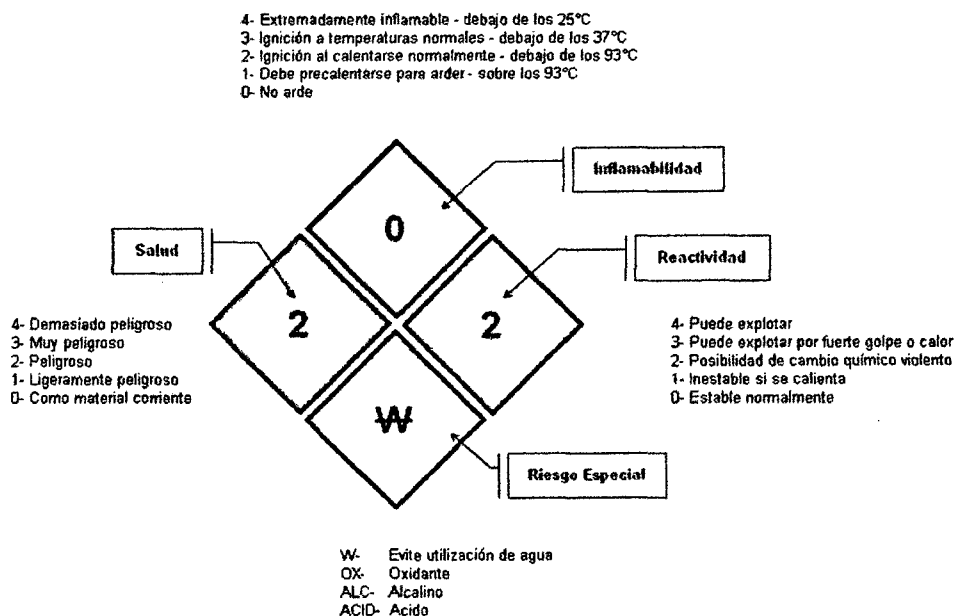 4- Extremadamente inflamable - debajo de los 25°C
3- Ignición a temperaturas normales - debajo de los 37°C
2- Ignición al calentarse normalmente - debajo de los 93°C
1- Debe precalentarse para arder - sobre los 93°C
0- No arde
Inflamabilidad
0
Salud
Reactividad
2
2
4- Demasiado peligroso
3- Muy peligroso
2- Peligroso
1- Ligeramente peligroso
0- Como material corriente
4- Puede explotar
3- Puede explotar por fuerte golpe o calor
2- Posibilidad de cambio químico violento
1- Inestable si se calienta
0- Estable normalmente
W
Riesgo Especial
W- Evite utilización de agua
OX- Oxidante
ALC- Alcalino
ACID- Acido